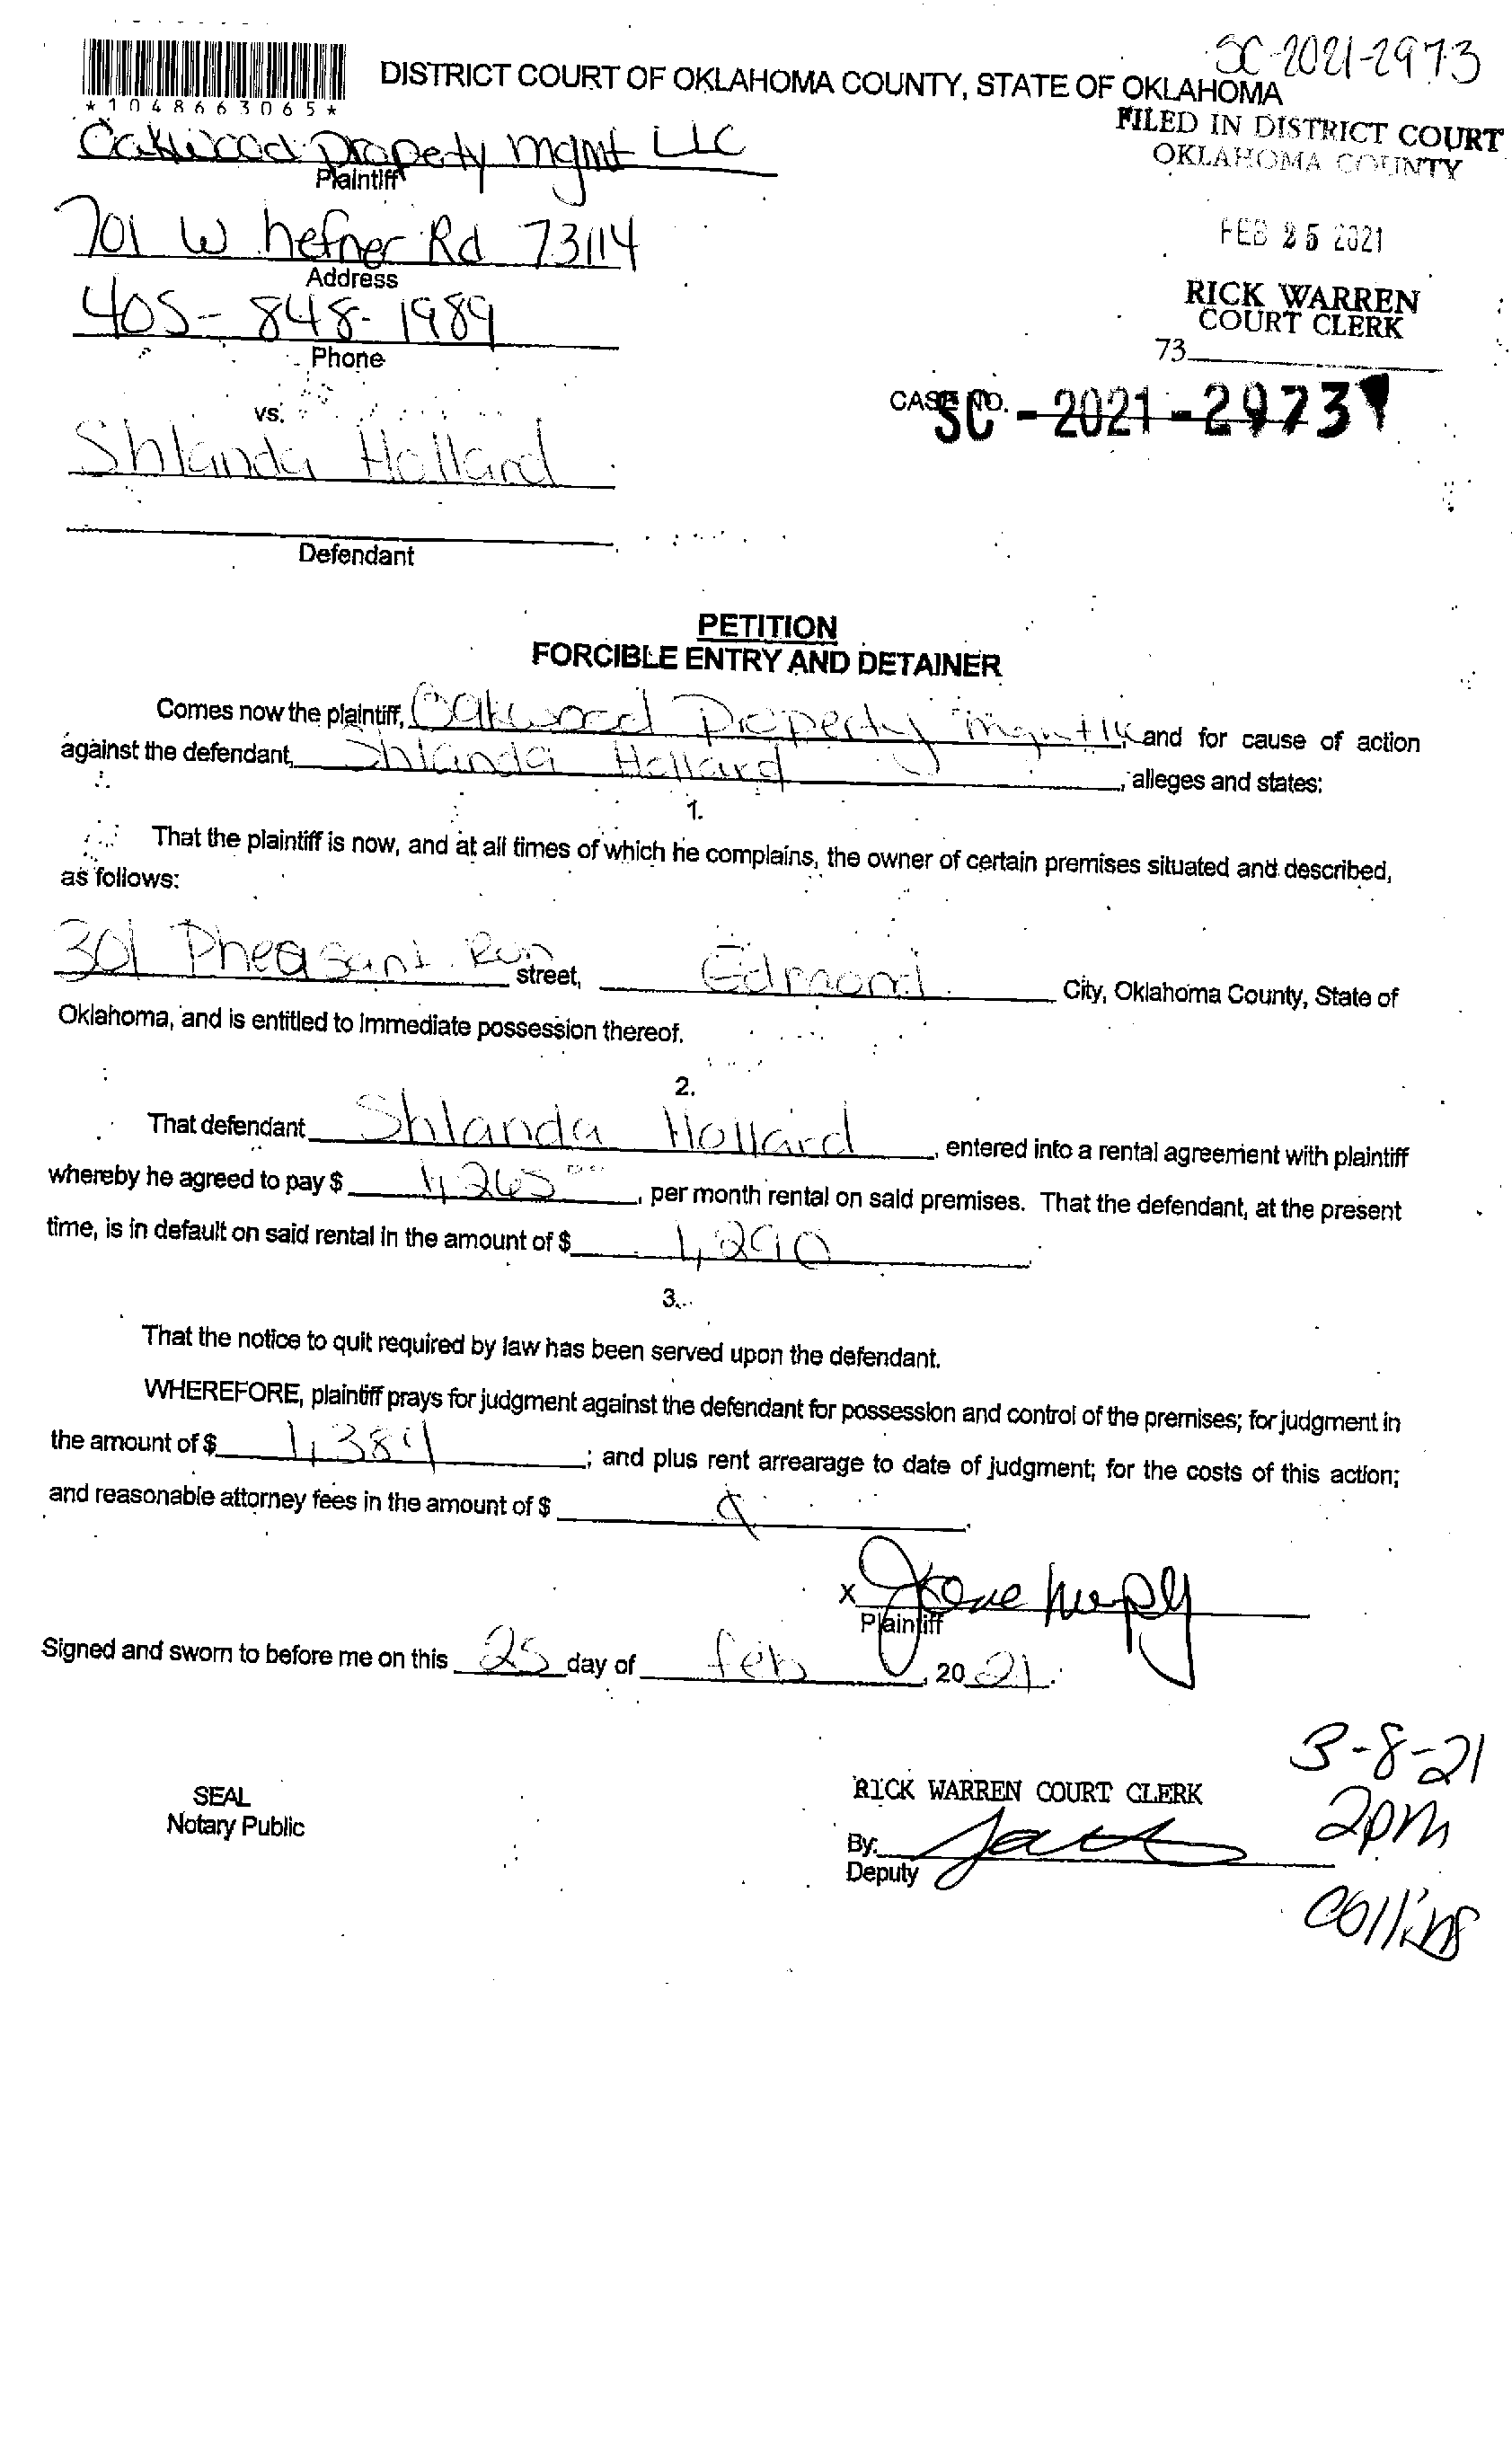 SC-2021-2973
DISTRICT COURT OF OKLAHOMA COUNTY, STATE OF OKLAHOMA
*1048663065*
FILED IN DISTRICT COURT
OKLAHOMA COUNTY
Oakwood Property mgmt LLC
Plaintiff
701 W hefner Rd 73114
Address
FEB 25 2021
405-848-1989
Phone
RICK WARREN
COURT CLERK
73
CASE NO. SC-2021-2973
vs.
Shlanda Hollard
Defendant
PETITION
FORCIBLE ENTRY AND DETAINER
Comes now the plaintiff, Oakwood Property mgmt llc, and for cause of action
against the defendant, Shlanda Hollard, alleges and states:
1.
That the plaintiff is now, and at all times of which he complains, the owner of certain premises situated and described,
as follows:
301 Pheasant Run street, Edmond City, Oklahoma County, State of
Oklahoma, and is entitled to immediate possession thereof.
2.
That defendant Shlanda Hollard, entered into a rental agreement with plaintiff
whereby he agreed to pay $ 1,265 00, per month rental on said premises. That the defendant, at the present
time, is in default on said rental in the amount of $ 1,290.
3.
That the notice to quit required by law has been served upon the defendant.
WHEREFORE, plaintiff prays for judgment against the defendant for possession and control of the premises; for judgment in
the amount of $ ; and plus rent arrearage to date of judgment; for the costs of this action;
and reasonable attorney fees in the amount of $ .
X
Plaintiff
Signed and sworn to before me on this 25 day of feb, 2021.
3-8-21
2pm
Collins
SEAL
Notary Public
RICK WARREN COURT CLERK
By:
Deputy